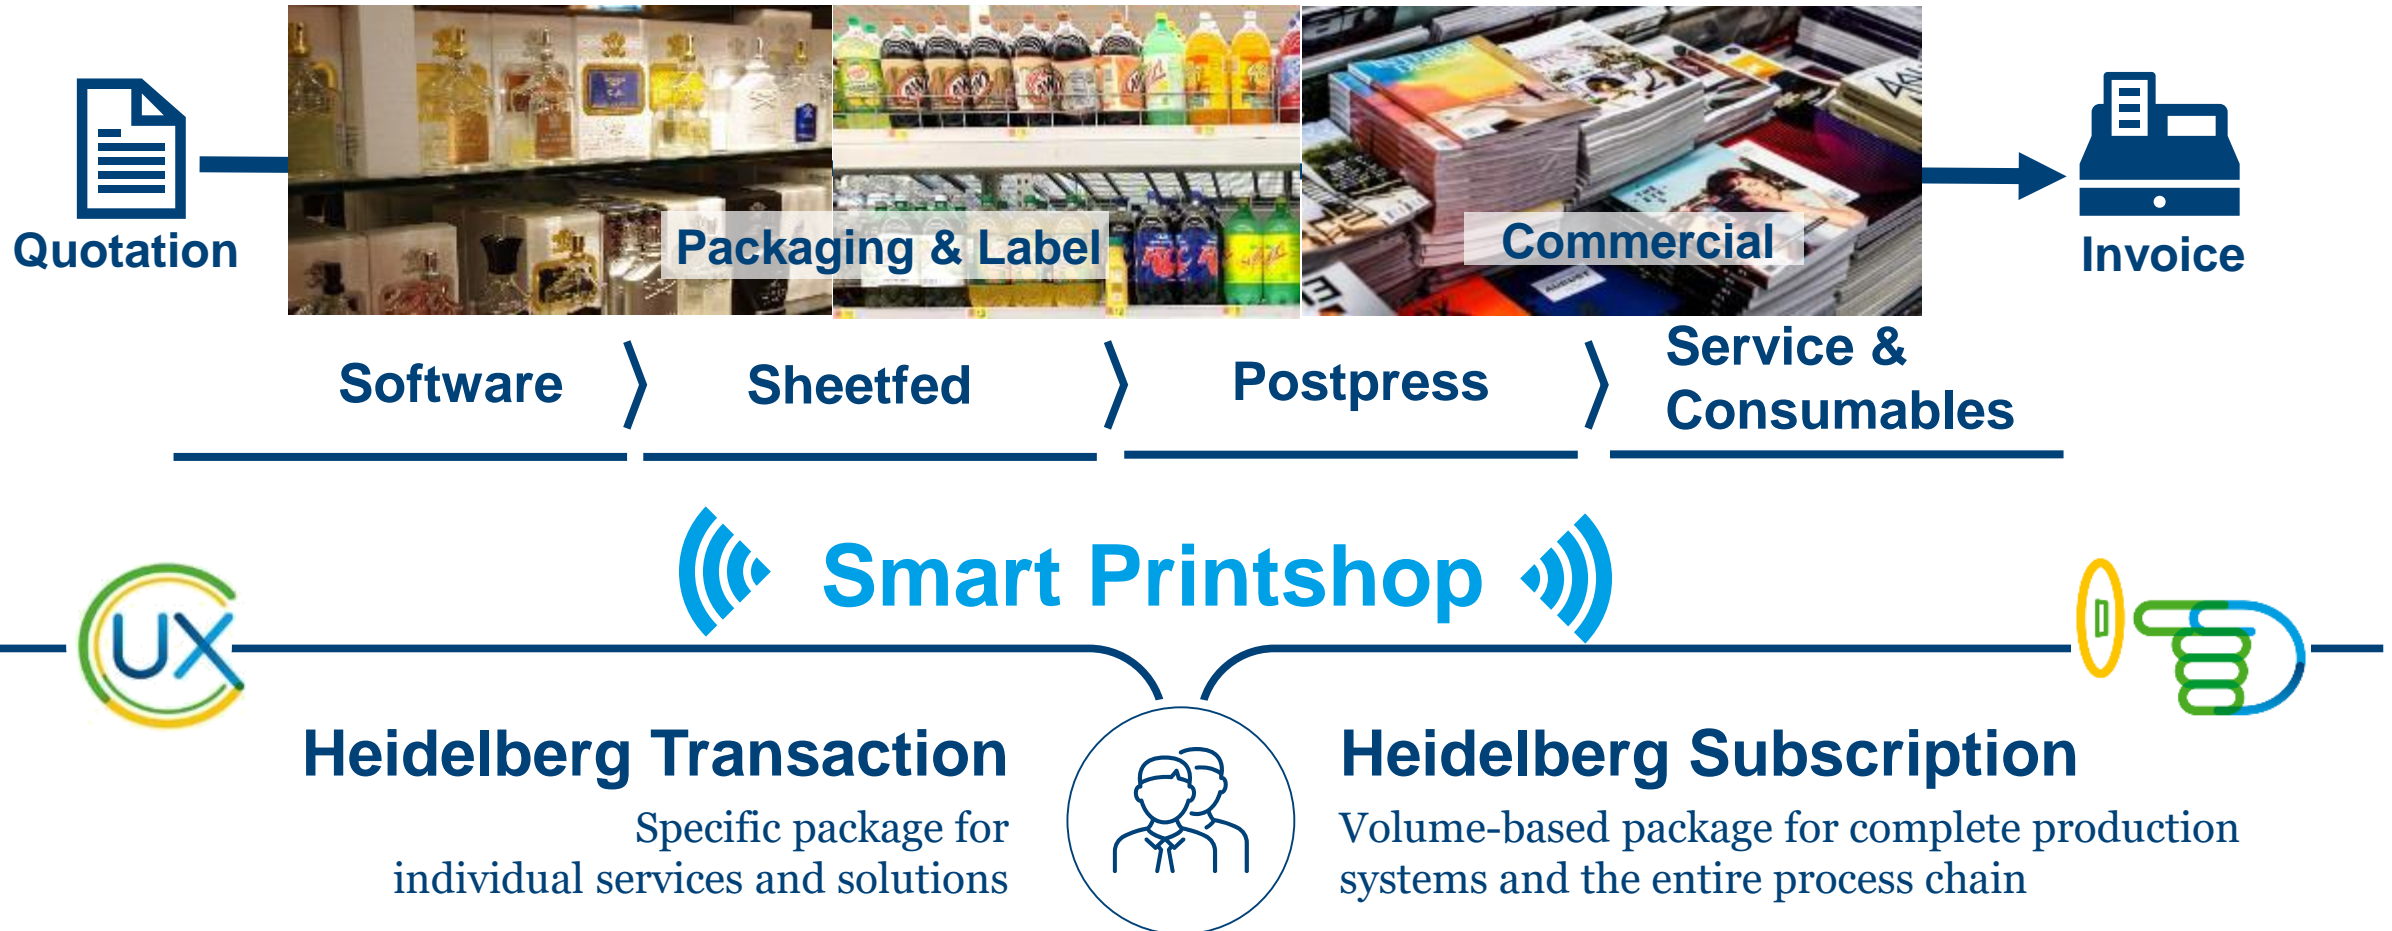 Quotation
Packaging & Label
Commercial
Invoice
Software
Sheetfed
Postpress
Service &
Consumables
Smart Printshop
UX
Heidelberg Transaction
Specific package for
individual services and solutions
Heidelberg Subscription
Volume-based package for complete production
systems and the entire process chain